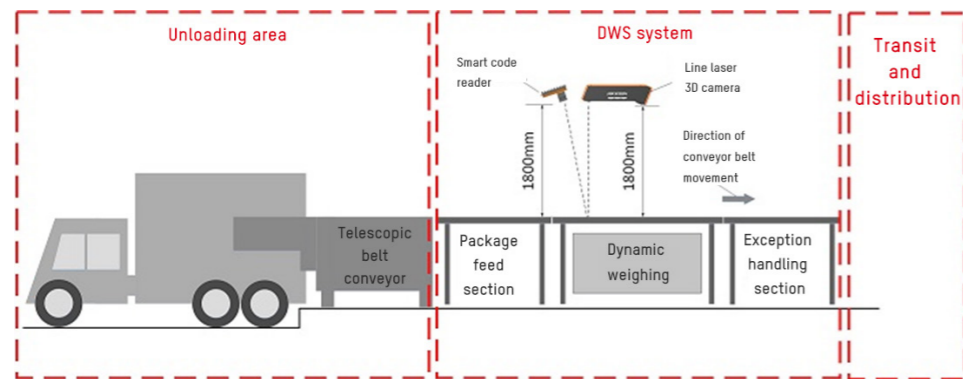 Unloading area
DWS system
Transit
and
distribution
Smart code
reader
Line laser
3D camera
1800mm
1800mm
Direction of
conveyor belt
movement
Telescopic
belt
conveyor
Package
feed
section
Dynamic
weighing
Exception
handling
section